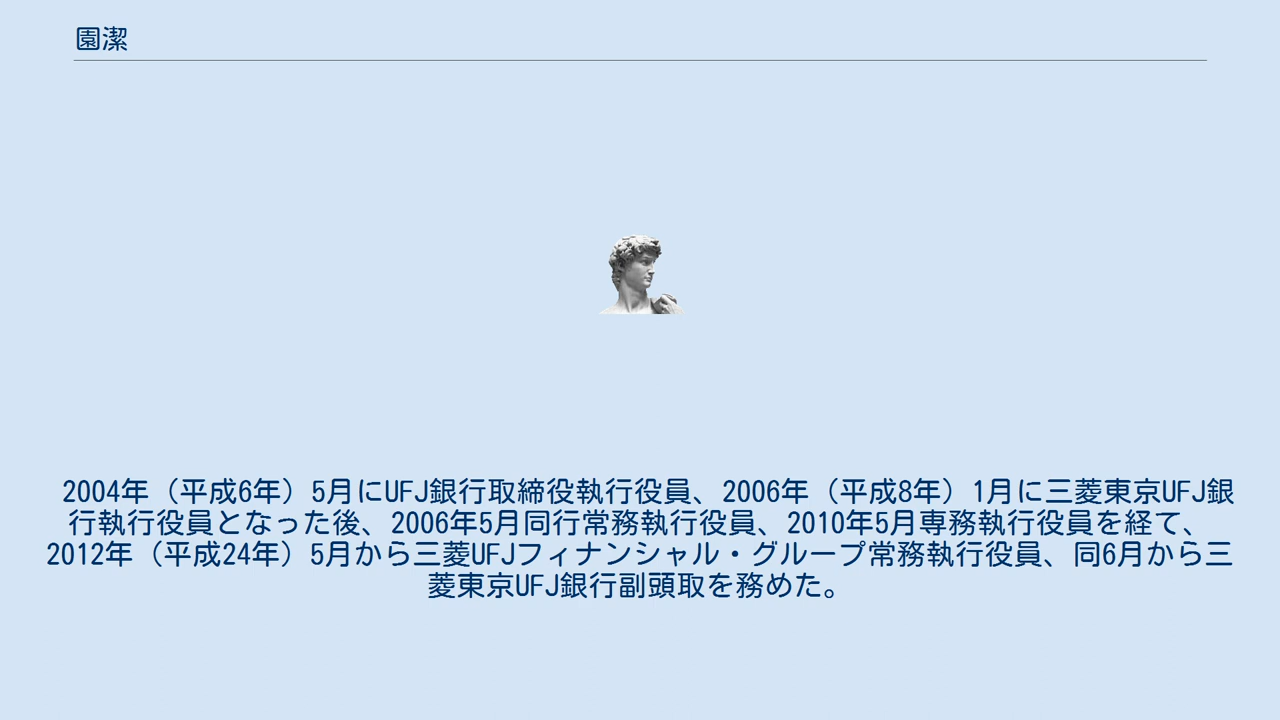 園潔
2004年（平成6年）5月にUFJ銀行取締役執行役員、2006年（平成8年）1月に三菱東京UFJ銀
行執行役員となった後、2006年5月同行常務執行役員、2010年5月専務執行役員を経て、
2012年（平成24年）5月から三菱UFJフィナンシャル・グループ常務執行役員、同6月から三
菱東京UFJ銀行副頭取を務めた。